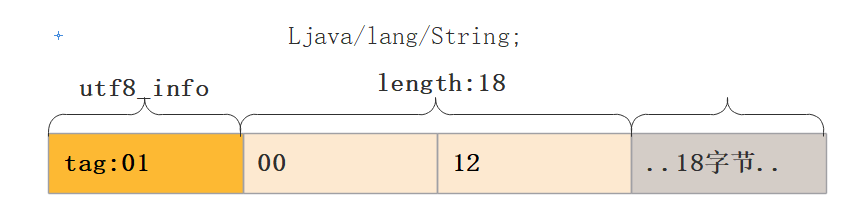 Ljava/lang/String;
utf8_info
length:18
tag:01
00
12
..18字节..